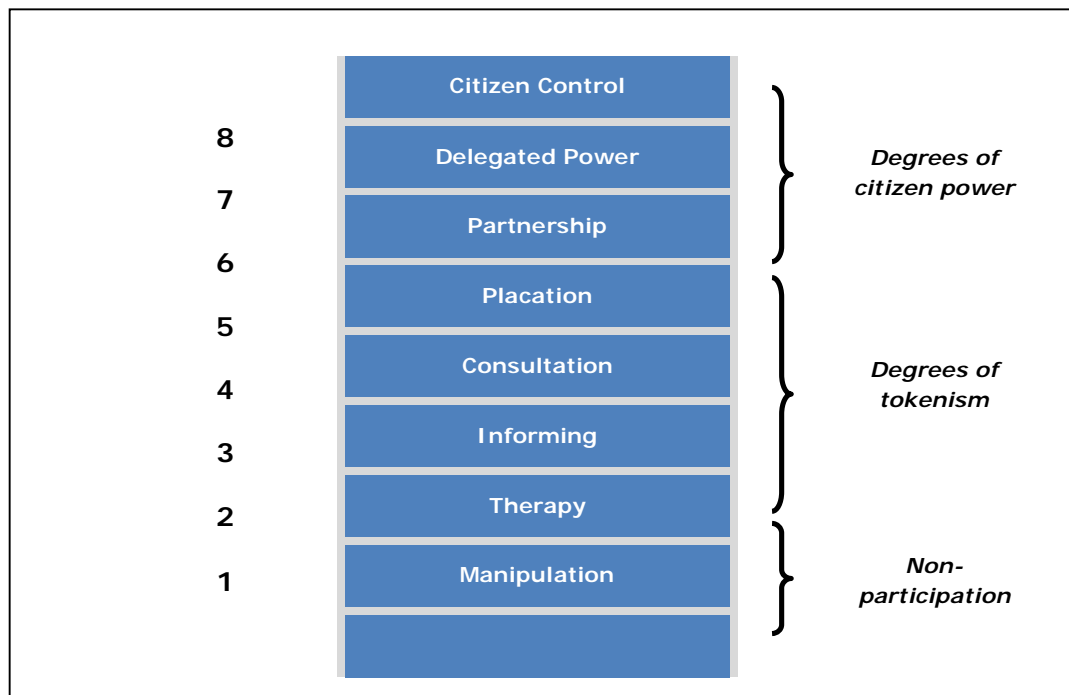 Citizen Control
8
Delegated Power
Degrees of
citizen power
7
Partnership
6
Placation
5
Consultation
4
Degrees of
tokenism
Informing
3
Therapy
2
Manipulation
1
Non-
participation